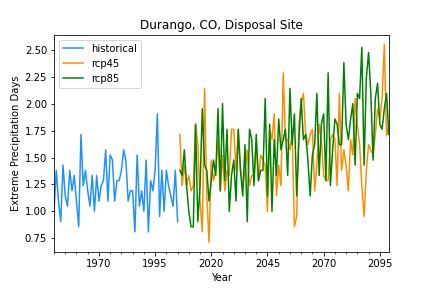 Durango, CO, Disposal Site
historical
rcp45
rcp85
Extreme Precipitation Days
2.50
2.25
2.00
1.75
1.50
1.25
1.00
0.75
1970
1995
2020
2045
2070
2095
Year